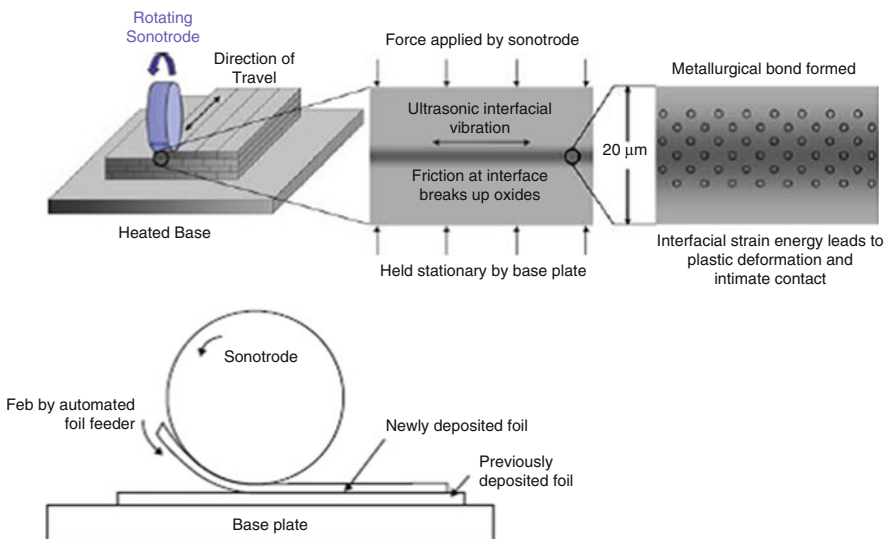 Rotating
Sonotrode
Direction of
Travel
Heated Base
Force applied by sonotrode
Ultrasonic interfacial
vibration
Friction at interface
breaks up oxides
Held stationary by base plate
20 μm
Metallurgical bond formed
Interfacial strain energy leads to
plastic deformation and
intimate contact
Sonotrode
Feb by automated
foil feeder
Newly deposited foil
Previously
deposited foil
Base plate